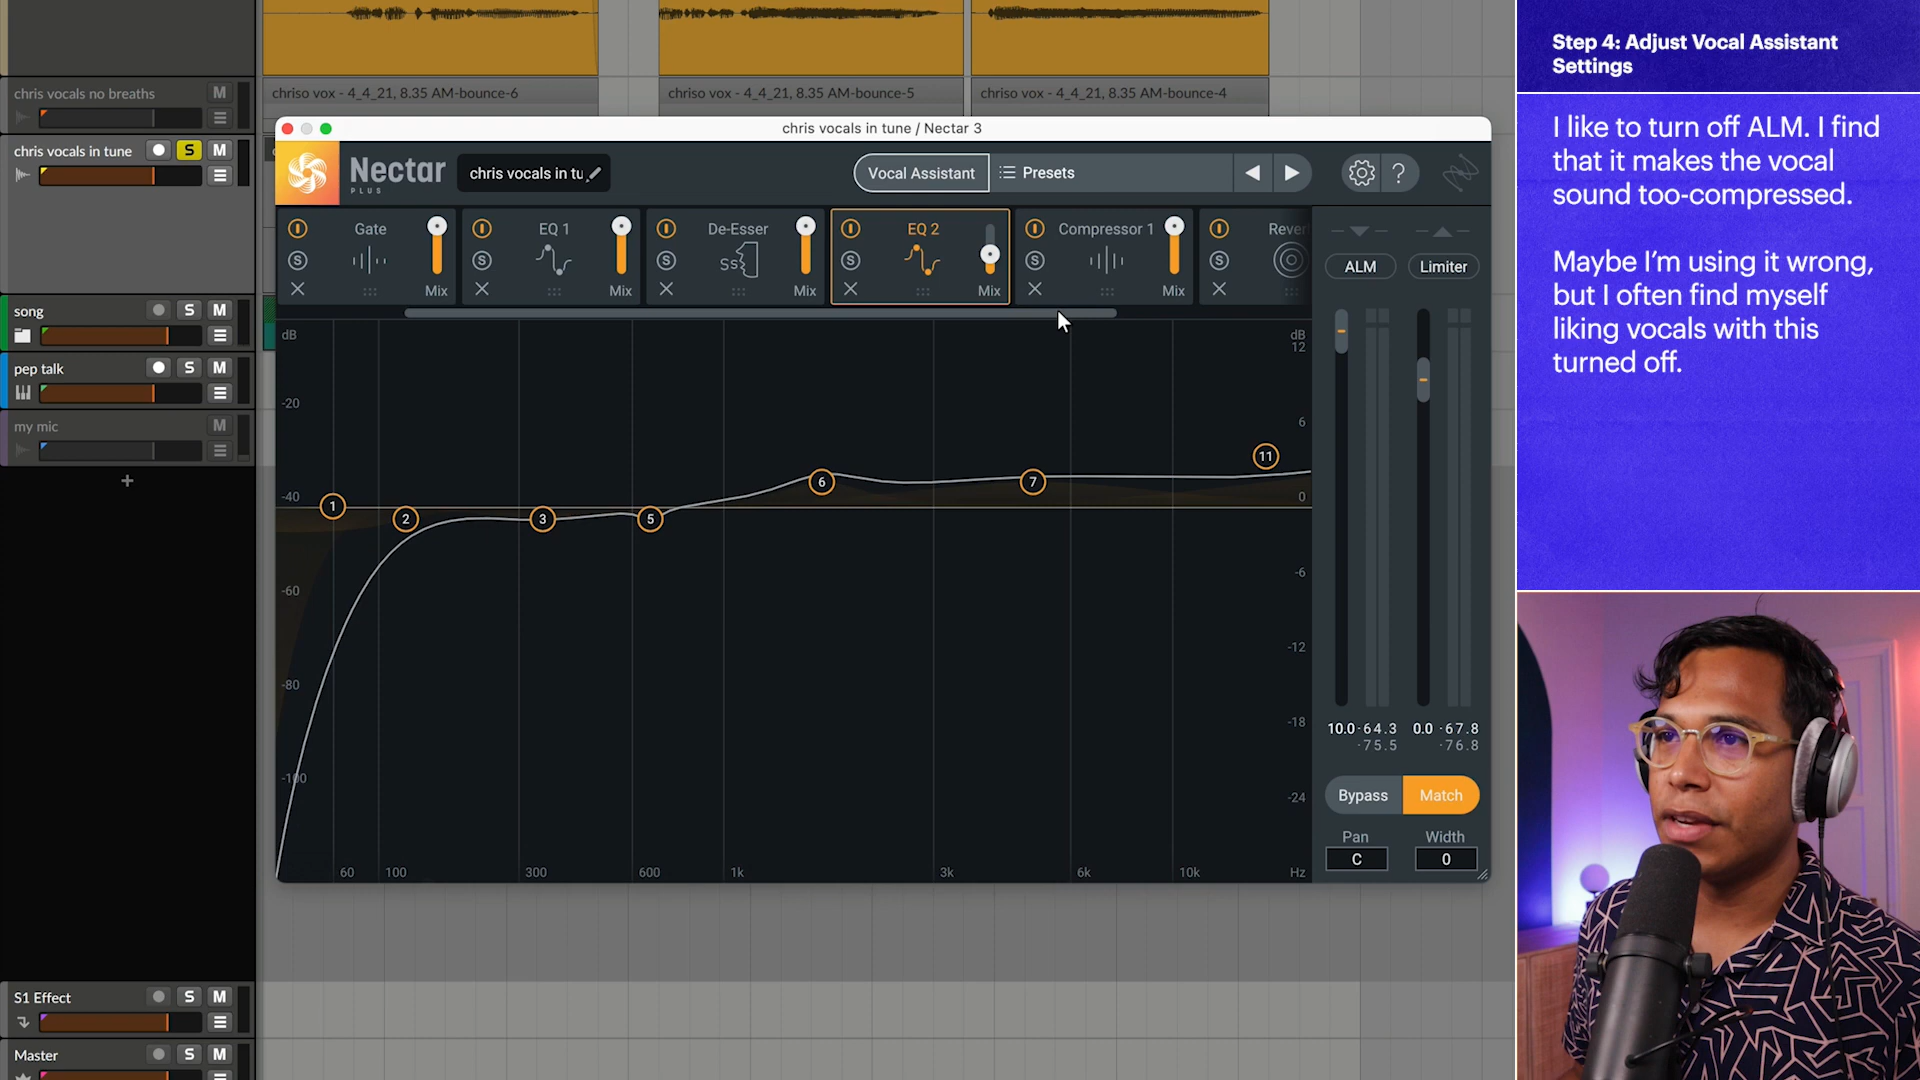 chris vocals no breaths
M
chriso vox - 4_4_21, 8.35 AM-bounce-6
chriso vox - 4_4_21, 8.35 AM-bounce-5
chriso vox - 4_4_21, 8.35 AM-bounce-4
chris vocals in tune
S
M
song
S
M
pep talk
S
M
my mic
M
+
S1 Effect
S
M
Master
S
M
chris vocals in tune / Nectar 3
Nectar
PLUS
chris vocals in tu
Vocal Assistant
Presets
?
Gate
S
Mix
EQ 1
S
Mix
De-Esser
S
Ss
Mix
EQ 2
S
Mix
Compressor 1
S
Mix
Rever
S
ALM
Limiter
dB
-20
-40
-60
-80
-100
dB
12
6
0
-6
-12
-18
-24
1
2
3
5
6
7
11
60
100
300
600
1k
3k
6k
10k
Hz
10.0 -64.3
-75.5
0.0 -67.8
-76.8
Bypass
Match
Pan
C
Width
0
Step 4: Adjust Vocal Assistant
Settings
I like to turn off ALM. I find
that it makes the vocal
sound too-compressed.
Maybe I'm using it wrong,
but I often find myself
liking vocals with this
turned off.